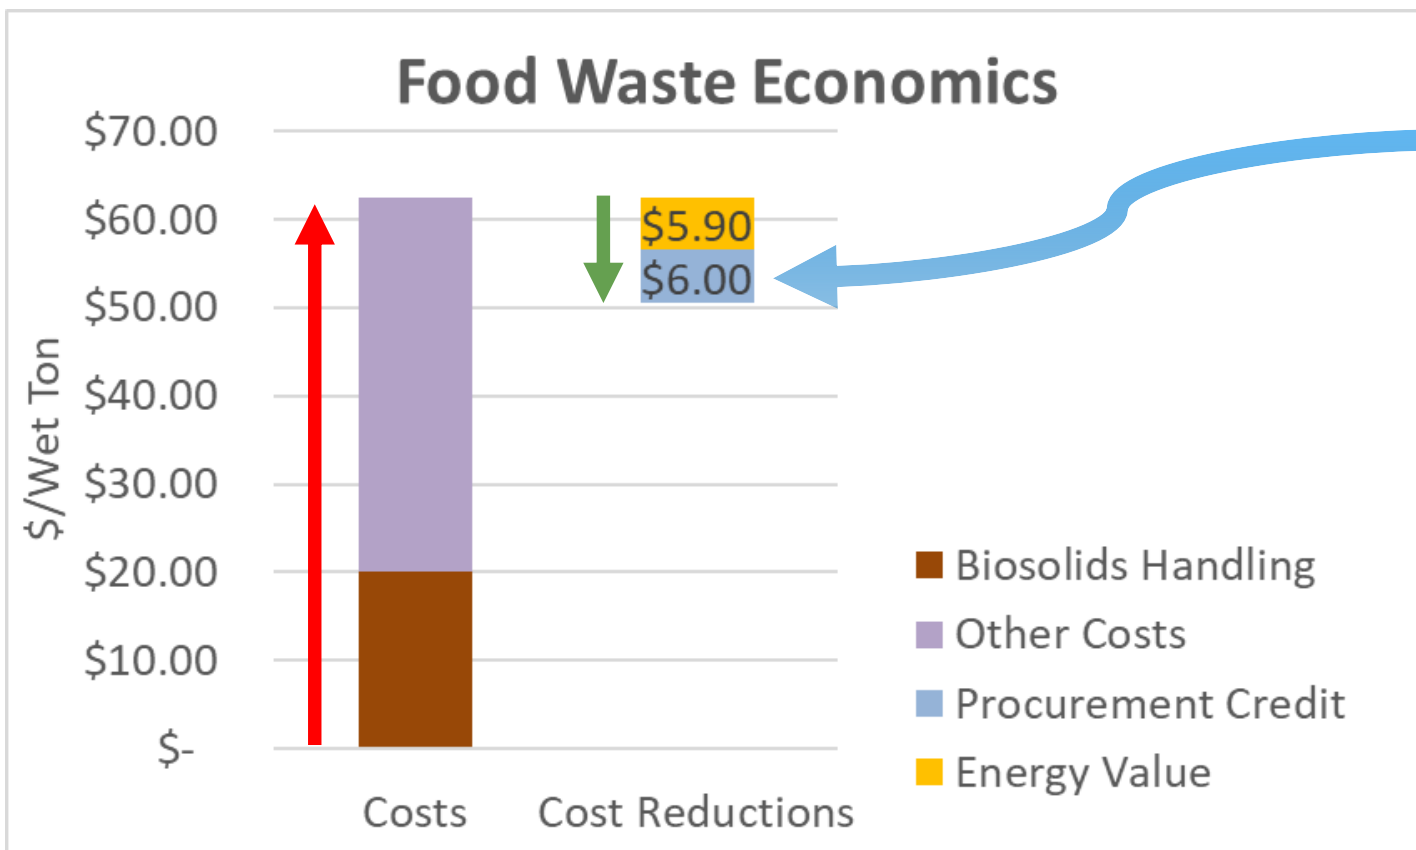 Food Waste Economics
$70.00
$60.00
$50.00
$40.00
$30.00
$20.00
$10.00
$-
$/Wet Ton
$5.90
$6.00
Costs
Cost Reductions
Biosolids Handling
Other Costs
Procurement Credit
Energy Value